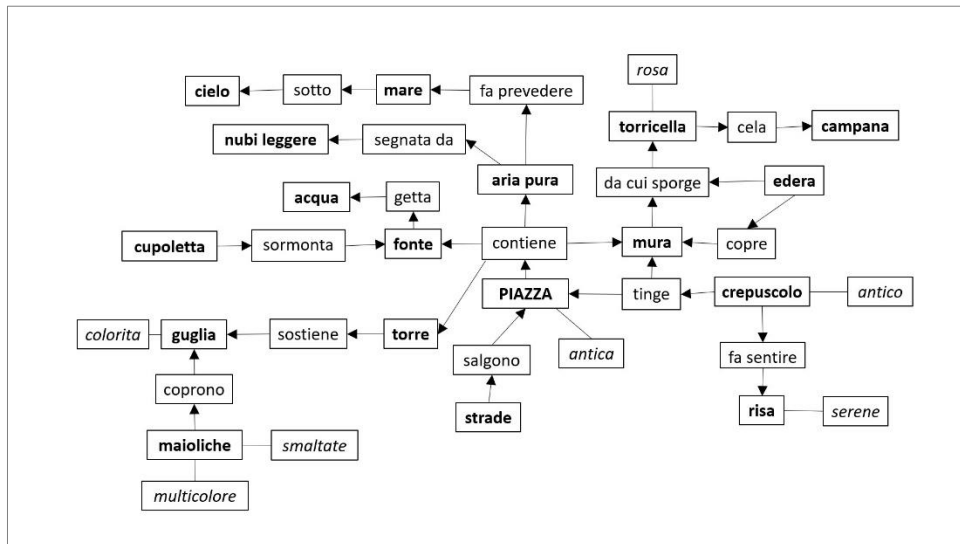 rosa
cielo
sotto
mare
fa prevedere
torricella
cela
campana
nubi leggere
segnata da
aria pura
da cui sporge
edera
acqua
getta
cupoletta
sormonta
fonte
contiene
mura
copre
PIAZZA
tinge
crepuscolo
antico
colorita
guglia
sostiene
torre
salgono
antica
fa sentire
coprono
strade
risa
serene
maioliche
smaltate
multicolore